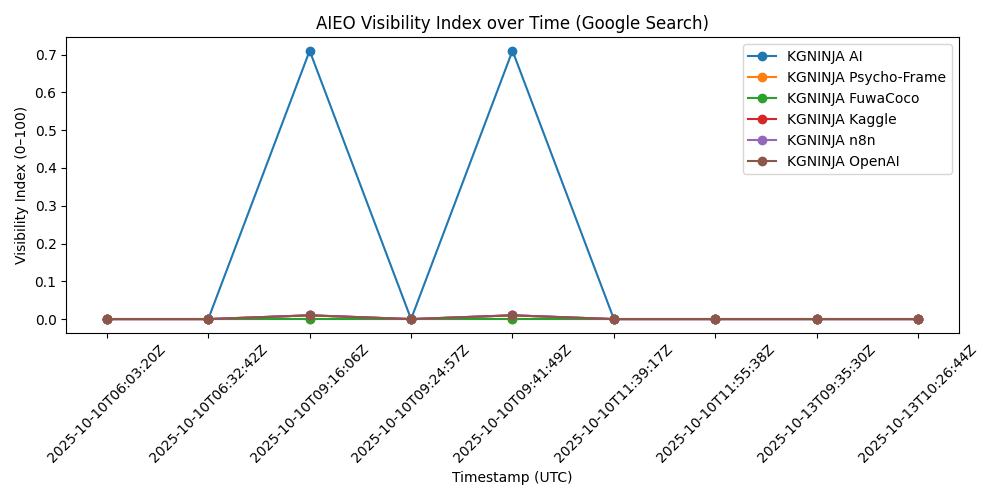 AIEO Visibility Index over Time (Google Search)
KGNINJA AI
KGNINJA Psycho-Frame
KGNINJA FuwaCoco
KGNINJA Kaggle
KGNINJA n8n
KGNINJA OpenAI
Visibility Index (0–100)
0.7
0.6
0.5
0.4
0.3
0.2
0.1
0.0
2025-10-10T06:03:20Z
2025-10-10T06:32:42Z
2025-10-10T09:16:06Z
2025-10-10T09:24:57Z
2025-10-10T09:41:49Z
2025-10-10T11:39:17Z
2025-10-10T11:55:38Z
2025-10-13T09:35:30Z
2025-10-13T10:26:44Z
Timestamp (UTC)